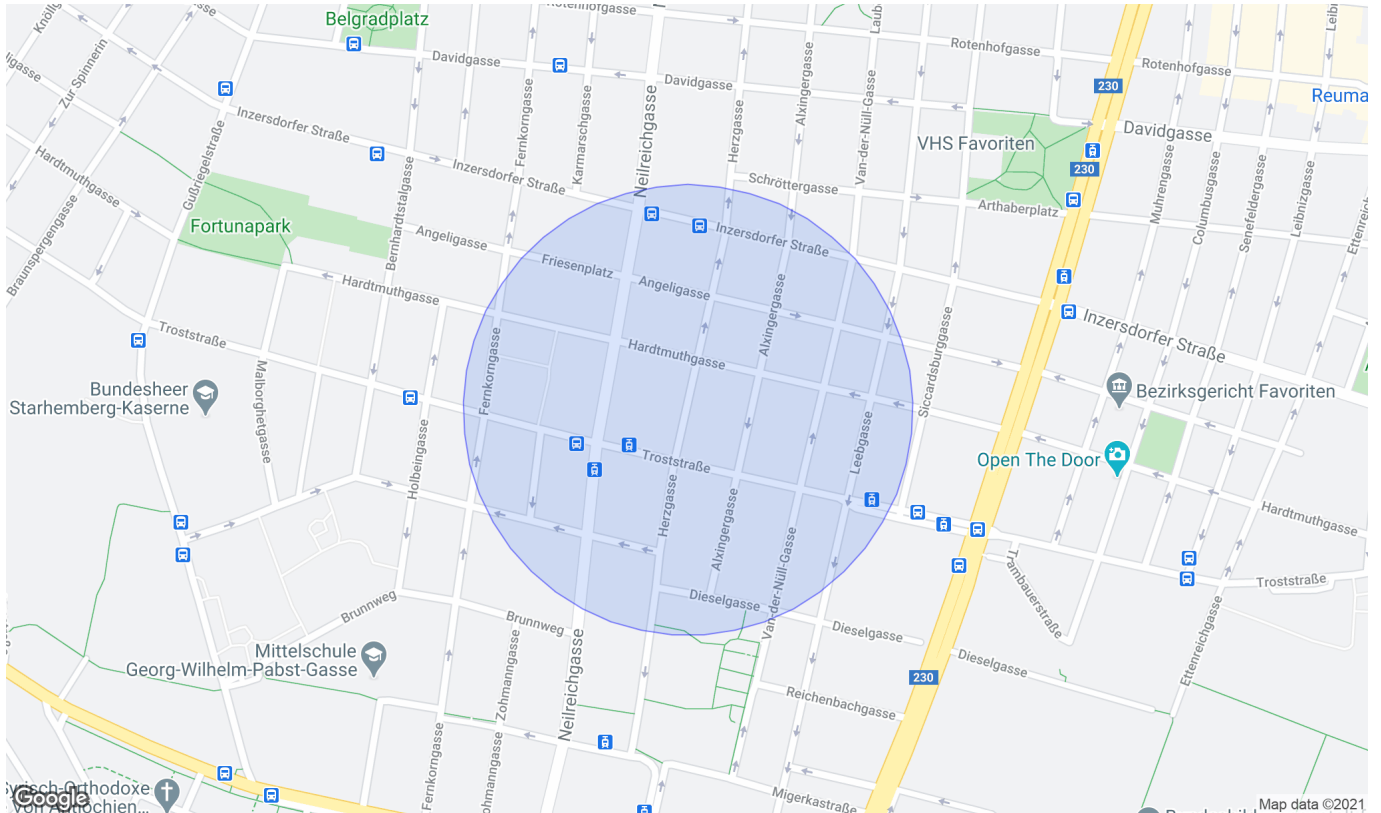 Belgradplatz
Rotenhofgasse
Rotenhofgasse
Rotenhofgasse
Zur Spinnerin
Davidgasse
Davidgasse
Davidgasse
230
Reuma
Inzersdorfer Straße
Inzersdorfer Straße
Fernkorngasse
Karmarschgasse
Neilreichgasse
Herzgasse
Alxingergasse
Van-der-Nüll-Gasse
VHS Favoriten
230
Gußriegelstraße
Hardtmuthgasse
Bernhardtstalgasse
Schröttergasse
Arthaberplatz
Muhrengasse
Columbusgasse
Senefeldergasse
Leibnizgasse
Braunspergengasse
Fortunapark
Angeligasse
Friesenplatz
Angeligasse
Inzersdorfer Straße
Hardtmuthgasse
Alxingergasse
Inzersdorfer Straße
Troststraße
Hardtmuthgasse
Siccardsburggasse
Malborghetgasse
Fernkorngasse
Bundesheer
Starhemberg-Kaserne
Bezirksgericht Favoriten
Holbeingasse
Leebgasse
Troststraße
Open The Door
Herzgasse
Alxingergasse
Van-der-Nüll-Gasse
Hardtmuthgasse
Trambauerstraße
Troststraße
Brunnweg
Brunnweg
Dieselgasse
Dieselgasse
Dieselgasse
Ettenreichgasse
Mittelschule
Georg-Wilhelm-Pabst-Gasse
Zohmanngasse
Neilreichgasse
230
Reichenbachgasse
Fernkorngasse
Migerkastraße
Google
Map data ©2021